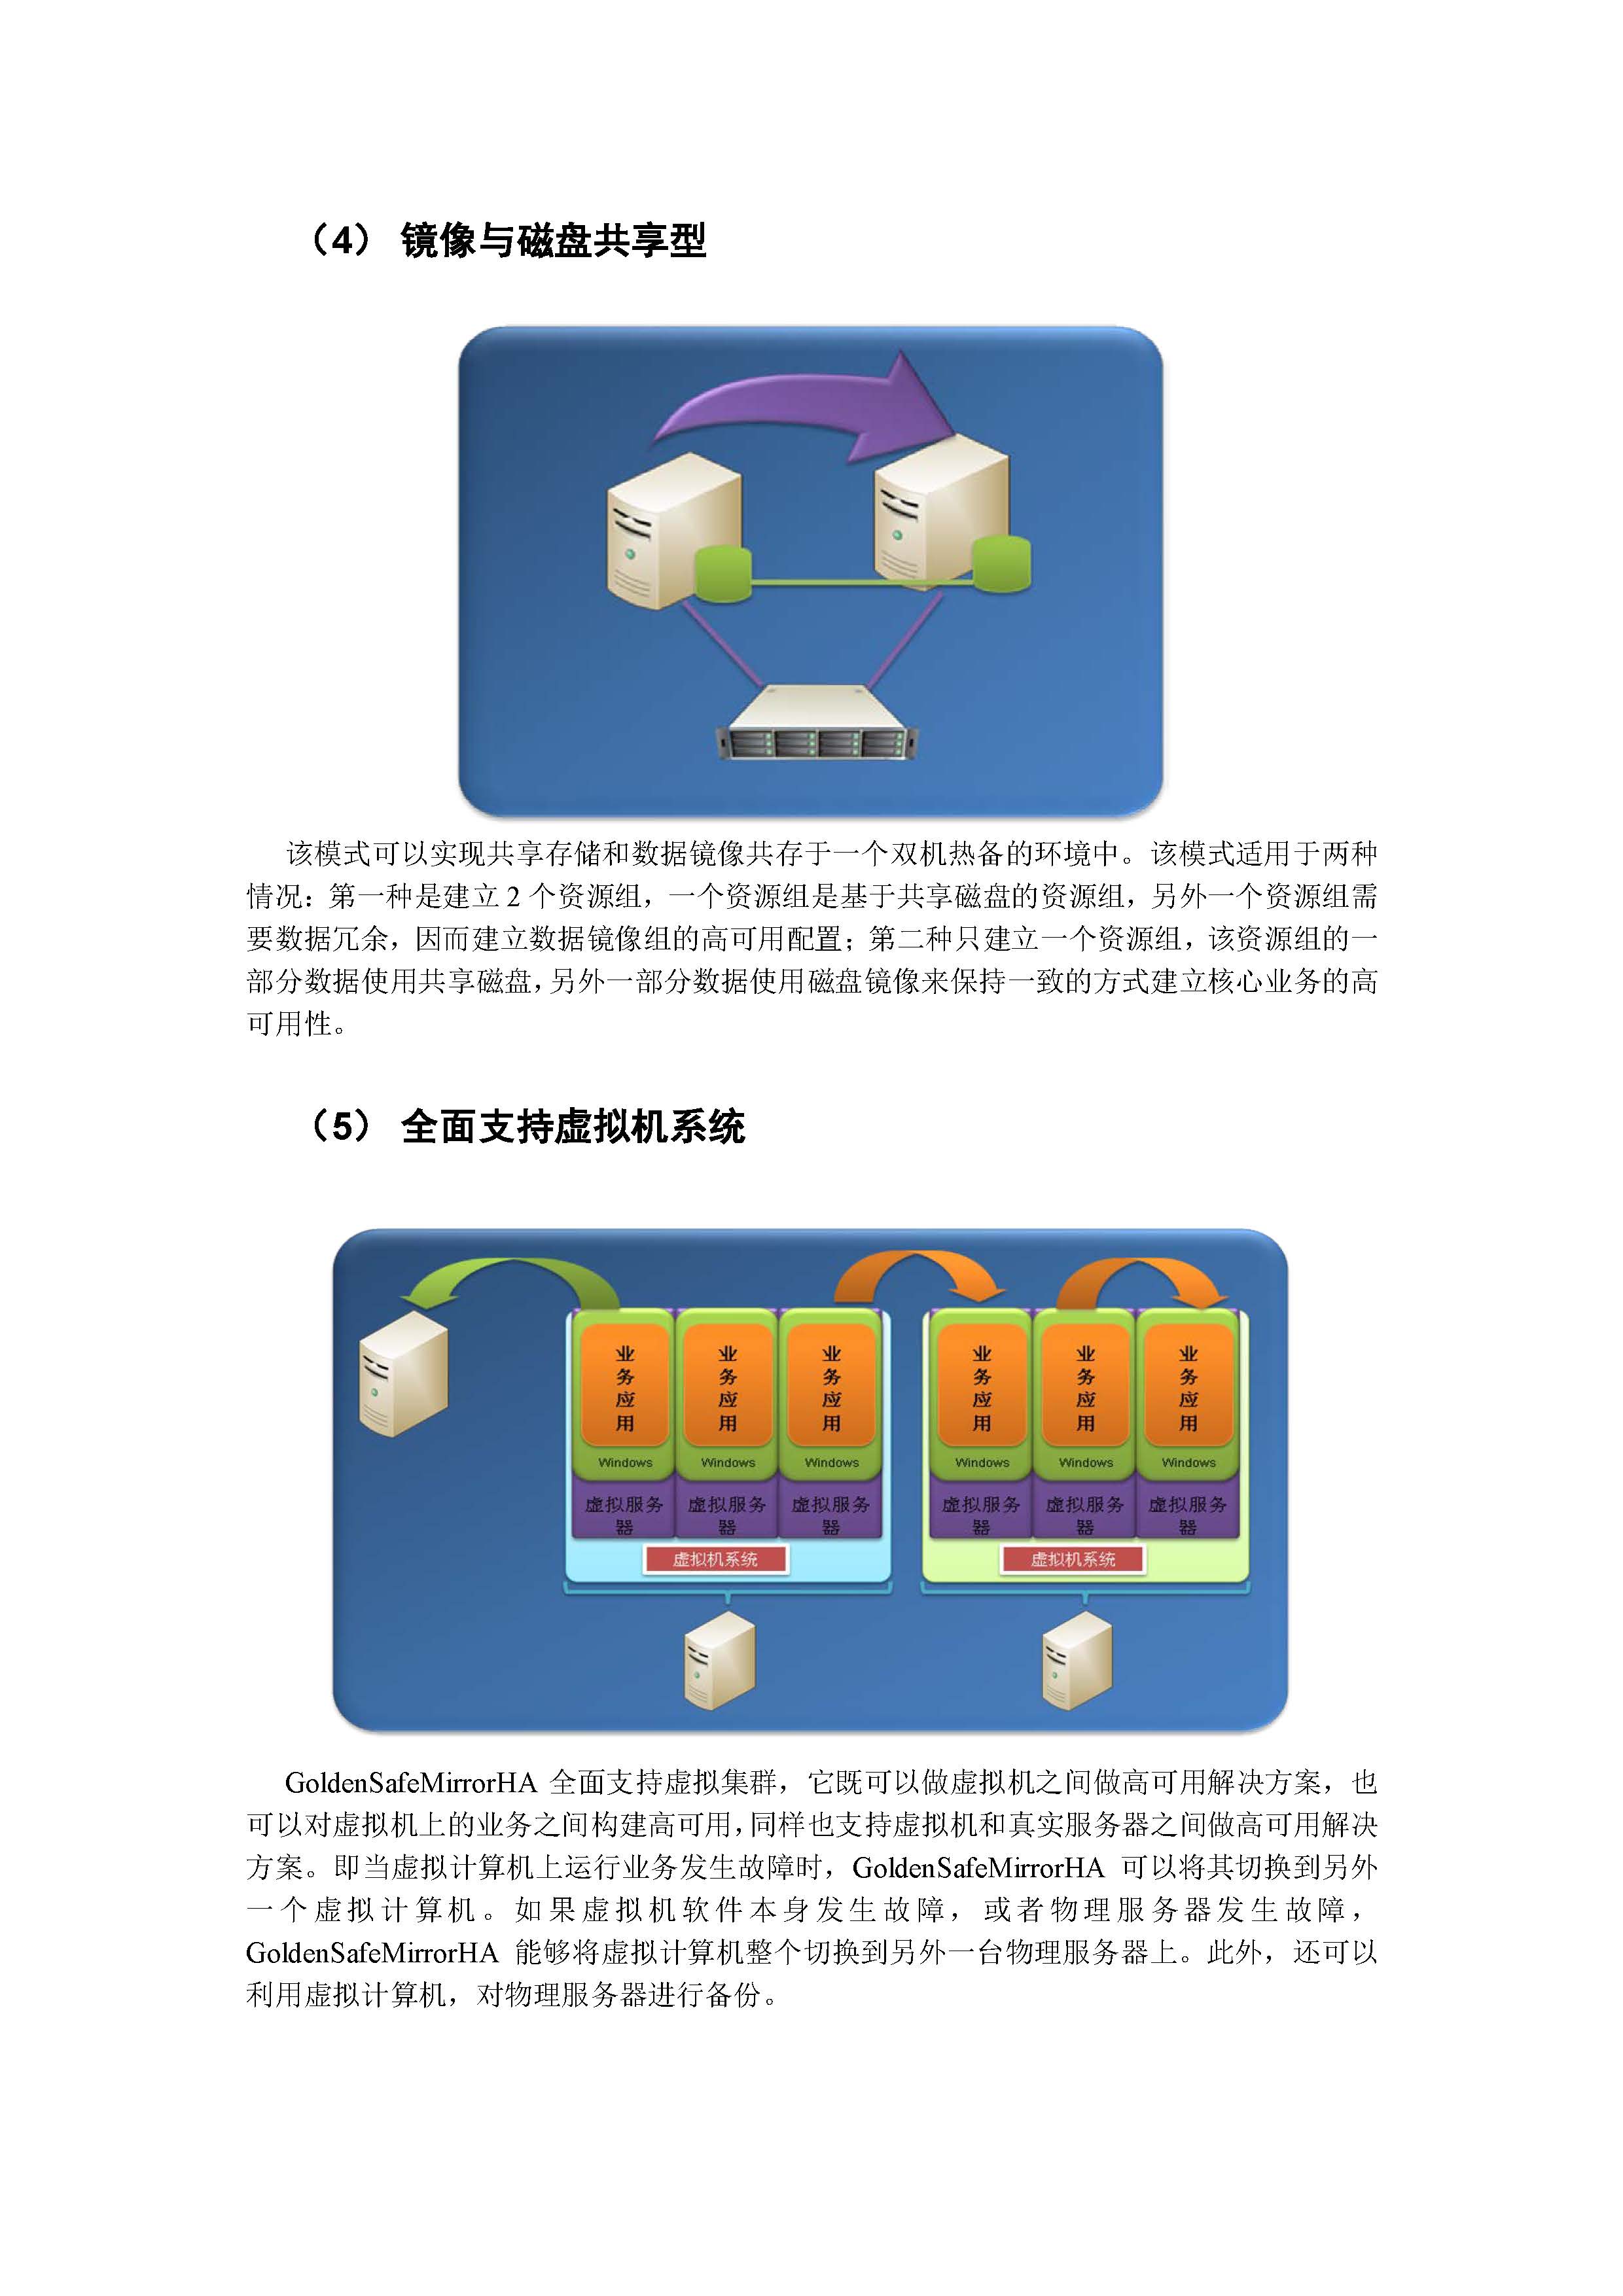 （4） 镜像与磁盘共享型
该模式可以实现共享存储和数据镜像共存于一个双机热备的环境中。该模式适用于两种
情况：第一种是建立 2 个资源组，一个资源组是基于共享磁盘的资源组，另外一个资源组需
要数据冗余，因而建立数据镜像组的高可用配置；第二种只建立一个资源组，该资源组的一
部分数据使用共享磁盘，另外一部分数据使用磁盘镜像来保持一致的方式建立核心业务的高
可用性。
（5） 全面支持虚拟机系统
业务应用 业务应用 业务应用 业务应用 业务应用 业务应用
Windows Windows Windows Windows Windows Windows
虚拟服务器 虚拟服务器 虚拟服务器 虚拟服务器 虚拟服务器 虚拟服务器
虚拟机系统 虚拟机系统
GoldenSafeMirrorHA 全面支持虚拟集群，它既可以做虚拟机之间做高可用解决方案，也
可以对虚拟机上的业务之间构建高可用，同样也支持虚拟机和真实服务器之间做高可用解决
方案。即当虚拟计算机上运行业务发生故障时，GoldenSafeMirrorHA 可以将其切换到另外
一个虚拟计算机。如果虚拟机软件本身发生故障，或者物理服务器发生故障，
GoldenSafeMirrorHA 能够将虚拟计算机整个切换到另外一台物理服务器上。此外，还可以
利用虚拟计算机，对物理服务器进行备份。